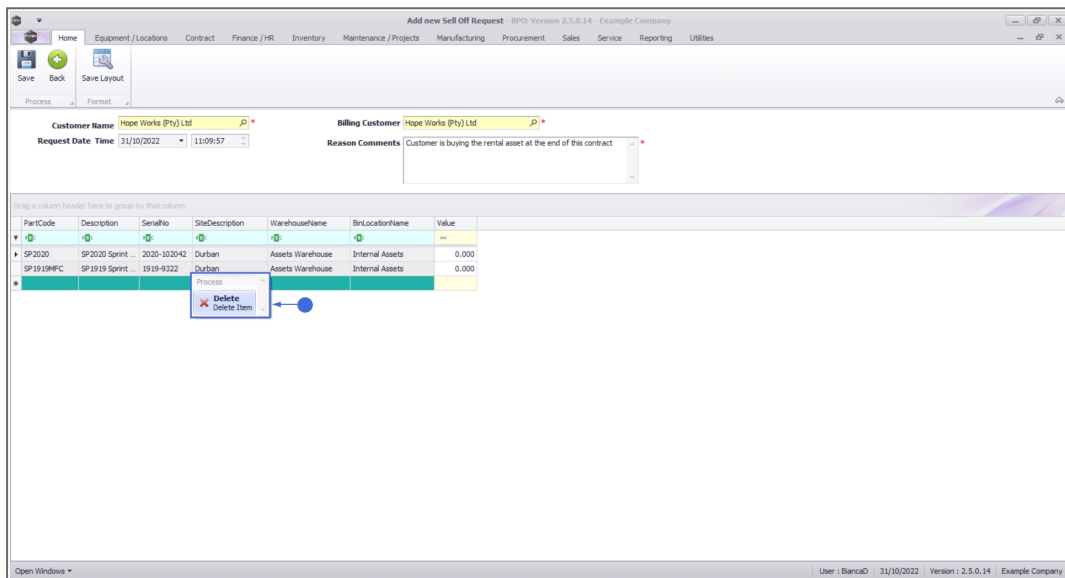 Add new Sell Off Request - BPO: Version 2.5.0.14 - Example Company
Home Equipment / Locations Contract Finance / HR Inventory Maintenance / Projects Manufacturing Procurement Sales Service Reporting Utilities
Save Back Save Layout
Process Format
Customer Name Hope Works (Pty) Ltd * Billing Customer Hope Works (Pty) Ltd *
Request Date Time 31/10/2022 11:09:57 Reason Comments Customer is buying the rental asset at the end of this contract *
Drag a column header here to group by that column
PartCode Description SerialNo SiteDescription WarehouseName BinLocationName Value
SP2020 SP2020 Sprint ... 2020-102042 Durban Assets Warehouse Internal Assets 0.000
SP1919MFC SP1919 Sprint ... 1919-9322 Durban Assets Warehouse Internal Assets 0.000
Process
Delete
Delete Item
Open Windows User : BiancaD 31/10/2022 Version : 2.5.0.14 Example Company